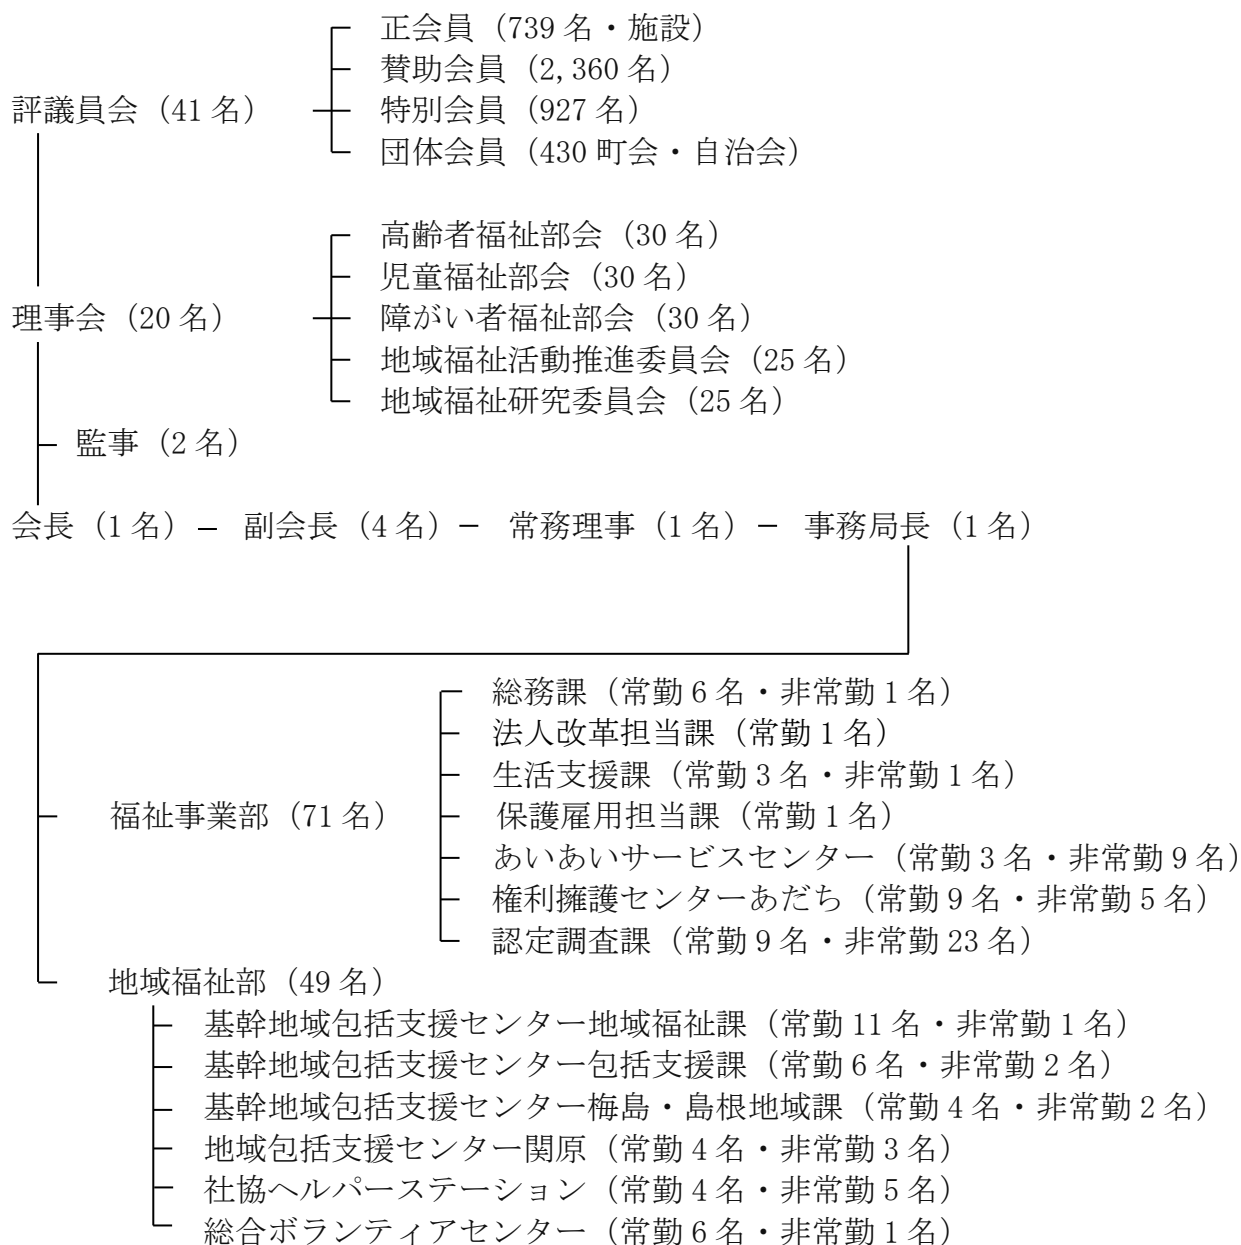 正会員（739 名・施設）
賛助会員（2,360 名）
評議員会（41 名）
特別会員（927 名）
団体会員（430 町会・自治会）
高齢者福祉部会（30 名）
児童福祉部会（30 名）
理事会（20 名）
障がい者福祉部会（30 名）
地域福祉活動推進委員会（25 名）
地域福祉研究委員会（25 名）
監事（2 名）
会長（1 名）－ 副会長（4 名）－ 常務理事（1 名）－ 事務局長（1 名）
総務課（常勤 6 名・非常勤 1 名）
法人改革担当課（常勤 1 名）
生活支援課（常勤 3 名・非常勤 1 名）
福祉事業部（71 名）
保護雇用担当課（常勤 1 名）
あいあいサービスセンター（常勤 3 名・非常勤 9 名）
権利擁護センターあだち（常勤 9 名・非常勤 5 名）
認定調査課（常勤 9 名・非常勤 23 名）
地域福祉部（49 名）
基幹地域包括支援センター地域福祉課（常勤 11 名・非常勤 1 名）
基幹地域包括支援センター包括支援課（常勤 6 名・非常勤 2 名）
基幹地域包括支援センター梅島・島根地域課（常勤 4 名・非常勤 2 名）
地域包括支援センター関原（常勤 4 名・非常勤 3 名）
社協ヘルパーステーション（常勤 4 名・非常勤 5 名）
総合ボランティアセンター（常勤 6 名・非常勤 1 名）